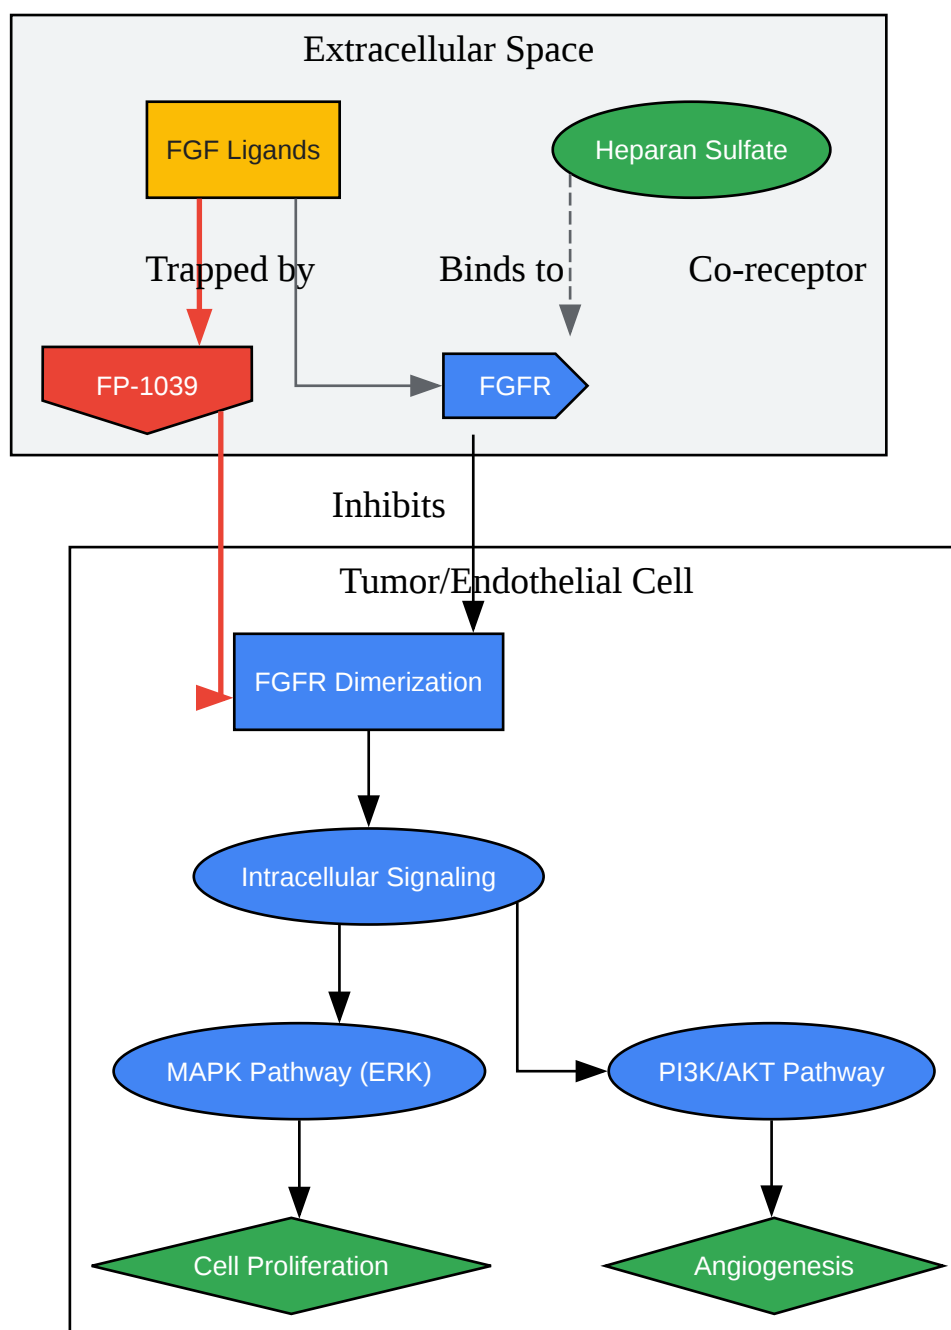 Extracellular Space
FGF Ligands
Heparan Sulfate
Trapped by
Binds to
Co-receptor
FP-1039
FGFR
Inhibits
Tumor/Endothelial Cell
FGFR Dimerization
Intracellular Signaling
MAPK Pathway (ERK)
PI3K/AKT Pathway
Cell Proliferation
Angiogenesis